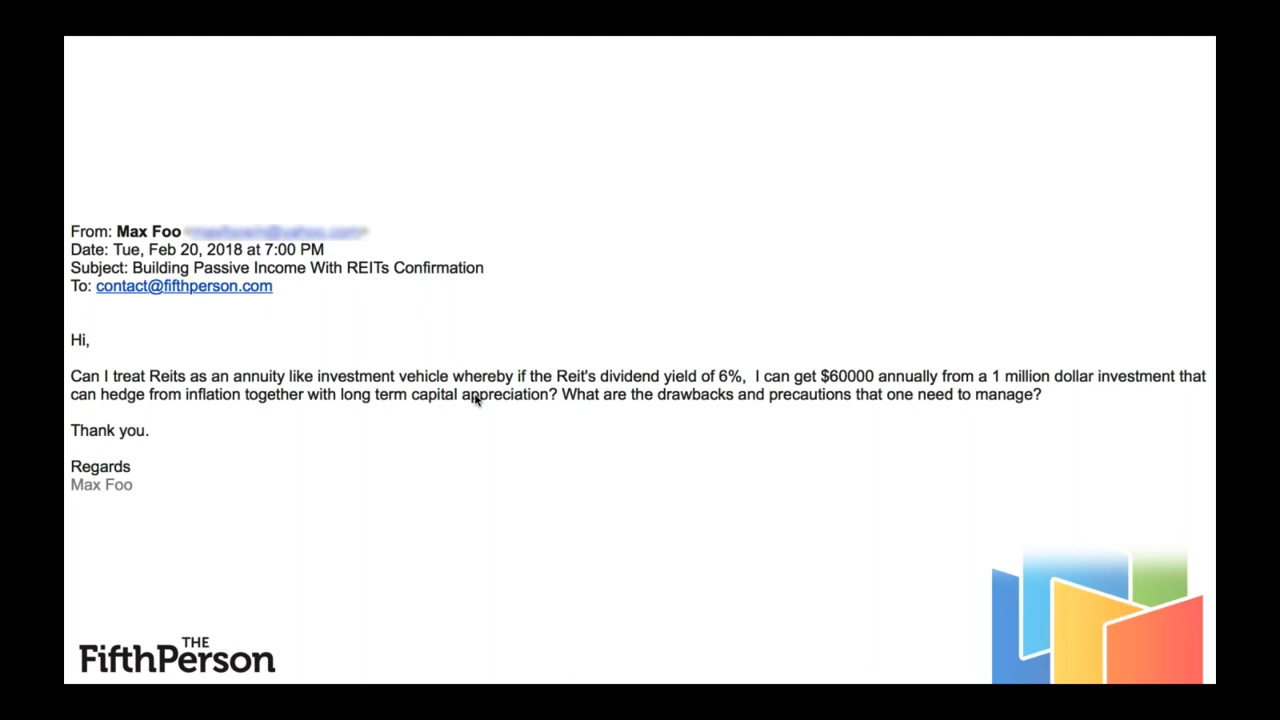 From: Max Foo
Date: Tue, Feb 20, 2018 at 7:00 PM
Subject: Building Passive Income With REITs Confirmation
To: contact@fifthperson.com
Hi,
Can I treat Reits as an annuity like investment vehicle whereby if the Reit's dividend yield of 6%,  I can get $60000 annually from a 1 million dollar investment that
can hedge from inflation together with long term capital appreciation? What are the drawbacks and precautions that one need to manage?
Thank you.
Regards
Max Foo
THE
FifthPerson